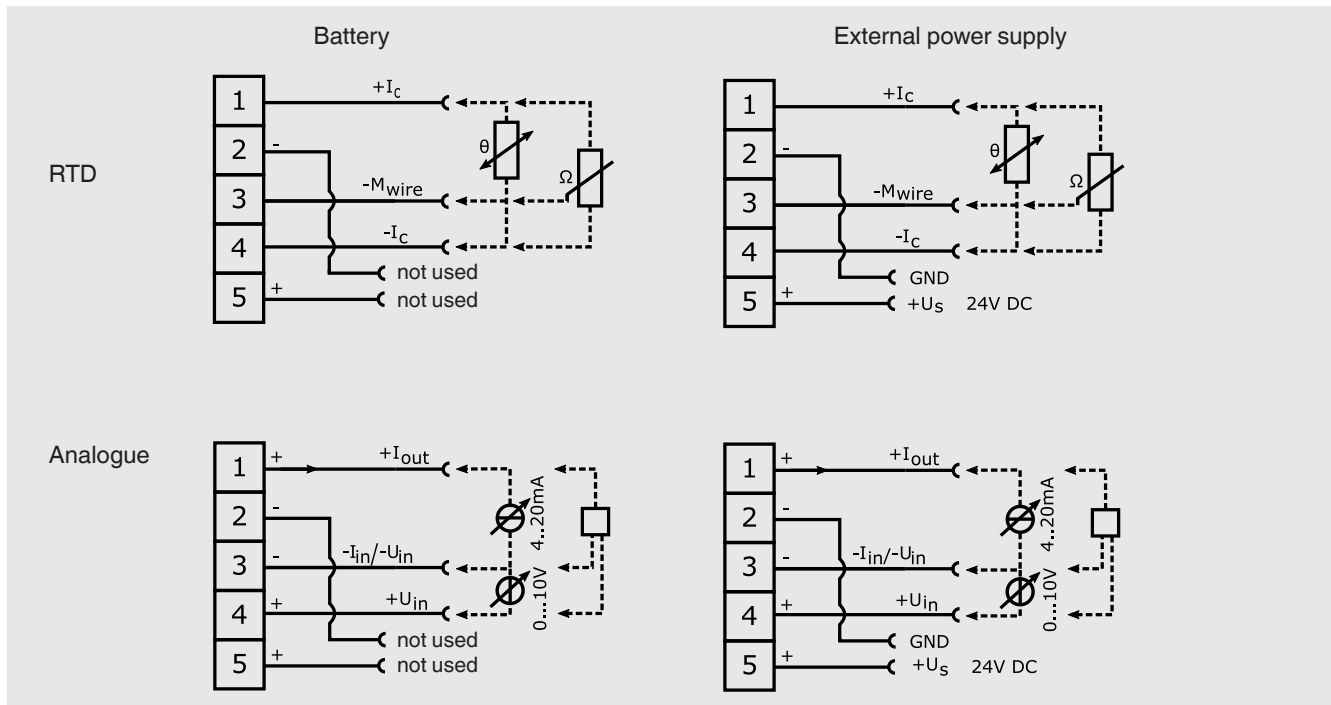 Battery
External power supply
RTD
1
+Ic
2
-
θ
Ω
3
-Mwire
4
-Ic
not used
5
+
not used
1
+Ic
2
-
θ
Ω
3
-Mwire
4
-Ic
GND
5
+
+Us 24V DC
Analogue
1
+
+Iout
4..20mA
2
-
3
-
-Iin/-Uin
0...10V
4
+
+Uin
not used
5
+
not used
1
+
+Iout
4..20mA
2
-
3
-
-Iin/-Uin
0...10V
4
+
+Uin
GND
5
+
+Us 24V DC